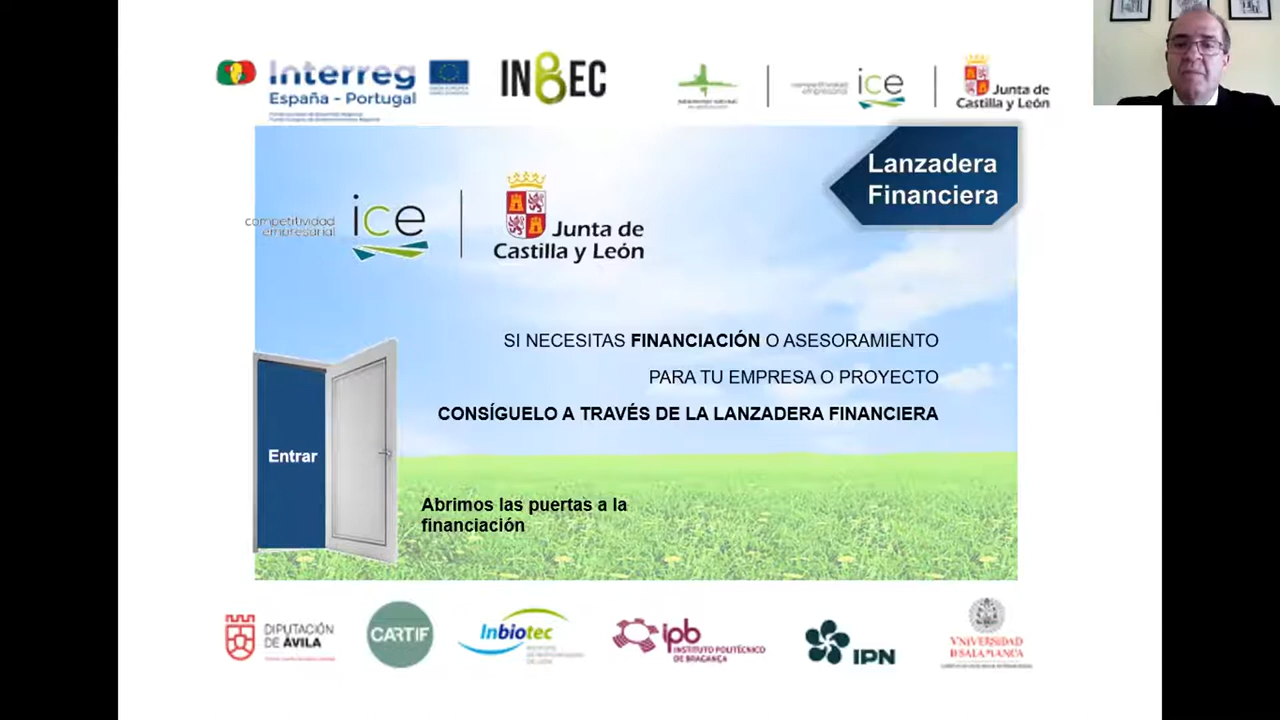 Interreg
España - Portugal
IN8EC
competitividad
empresarial
ice
Junta de
Castilla y León
Lanzadera
Financiera
competitividad
empresarial
ice
Junta de
Castilla y León
SI NECESITAS FINANCIACIÓN O ASESORAMIENTO
PARA TU EMPRESA O PROYECTO
CONSÍGUELO A TRAVÉS DE LA LANZADERA FINANCIERA
Entrar
Abrimos las puertas a la
financiación
DIPUTACIÓN
DE ÁVILA
CARTIF
Inbiotec
ipb
INSTITUTO POLITÉCNICO
DE BRAGANÇA
IPN
VNIVERSIDAD
D SALAMANCA